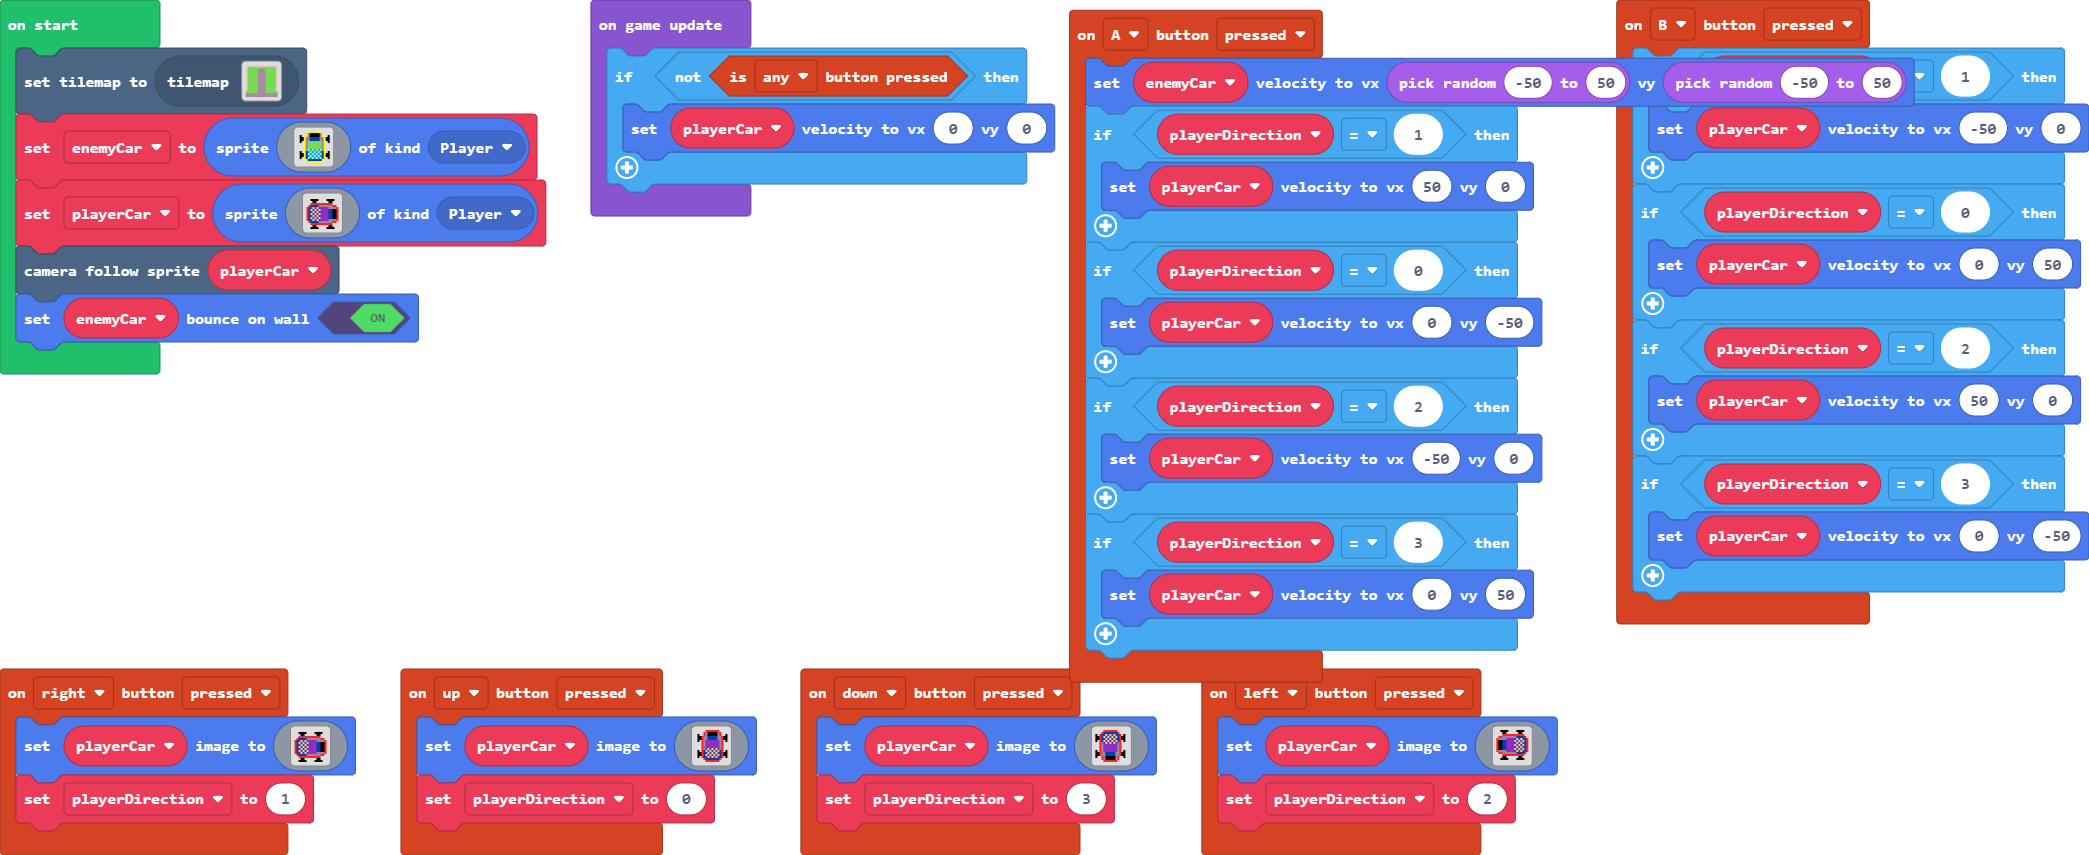 on start
set tilemap to tilemap
set enemyCar to sprite of kind Player
set playerCar to sprite of kind Player
camera follow sprite playerCar
set enemyCar bounce on wall ON
on game update
if not is any button pressed then
set playerCar velocity to vx 0 vy 0
on A button pressed
set enemyCar velocity to vx pick random -50 to 50 vy pick random -50 to 50
if playerDirection = 1 then
set playerCar velocity to vx 50 vy 0
if playerDirection = 0 then
set playerCar velocity to vx 0 vy -50
if playerDirection = 2 then
set playerCar velocity to vx -50 vy 0
if playerDirection = 3 then
set playerCar velocity to vx 0 vy 50
on B button pressed
1 then
set playerCar velocity to vx -50 vy 0
if playerDirection = 0 then
set playerCar velocity to vx 0 vy 50
if playerDirection = 2 then
set playerCar velocity to vx 50 vy 0
if playerDirection = 3 then
set playerCar velocity to vx 0 vy -50
on right button pressed
set playerCar image to
set playerDirection to 1
on up button pressed
set playerCar image to
set playerDirection to 0
on down button pressed
set playerCar image to
set playerDirection to 3
on left button pressed
set playerCar image to
set playerDirection to 2